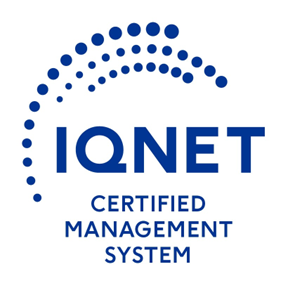 IQNET
CERTIFIED
MANAGEMENT
SYSTEM